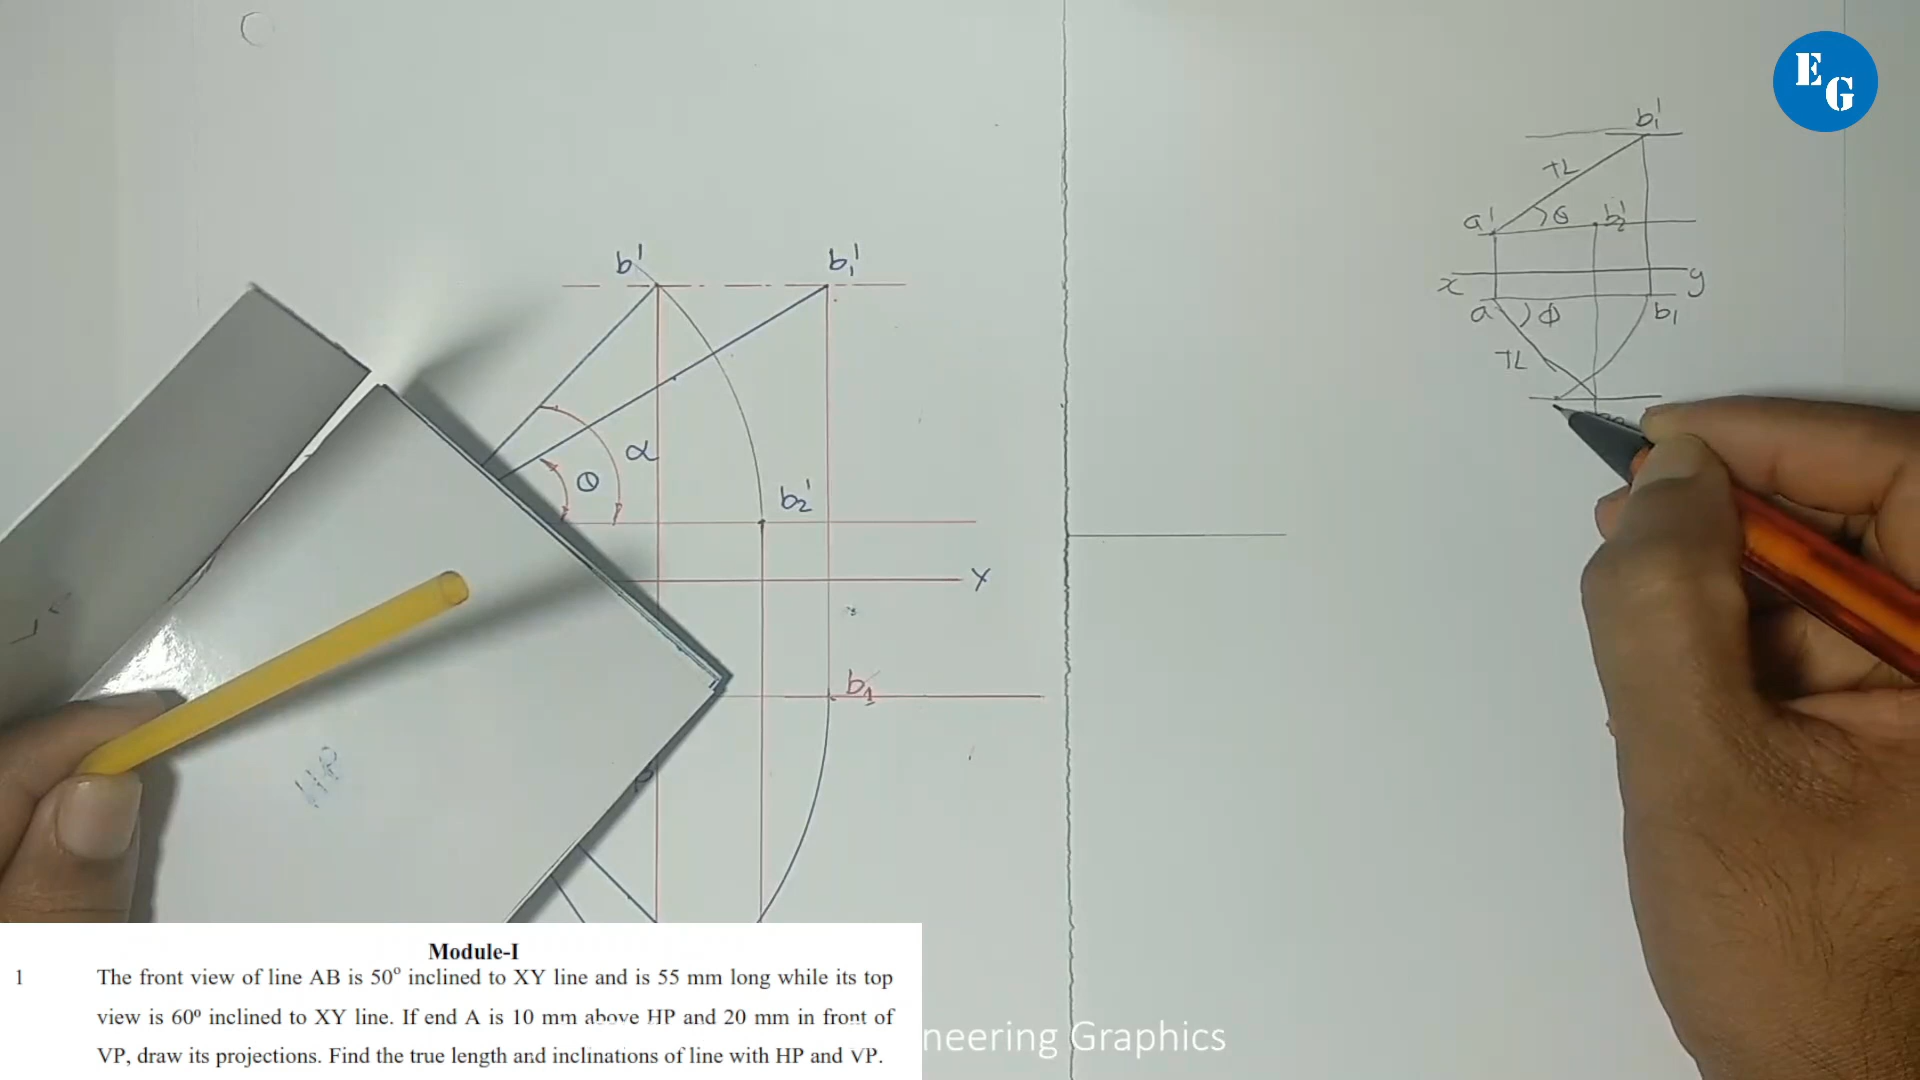 E
G
b₁'
TL
a' θ b₂'
x y
a φ b₁
TL
b' b₁'
α
θ
b₂'
Y
b₁
HP
P
Module-I
1 The front view of line AB is 50º inclined to XY line and is 55 mm long while its top
view is 60º inclined to XY line. If end A is 10 mm above HP and 20 mm in front of
VP, draw its projections. Find the true length and inclinations of line with HP and VP.
neering Graphics